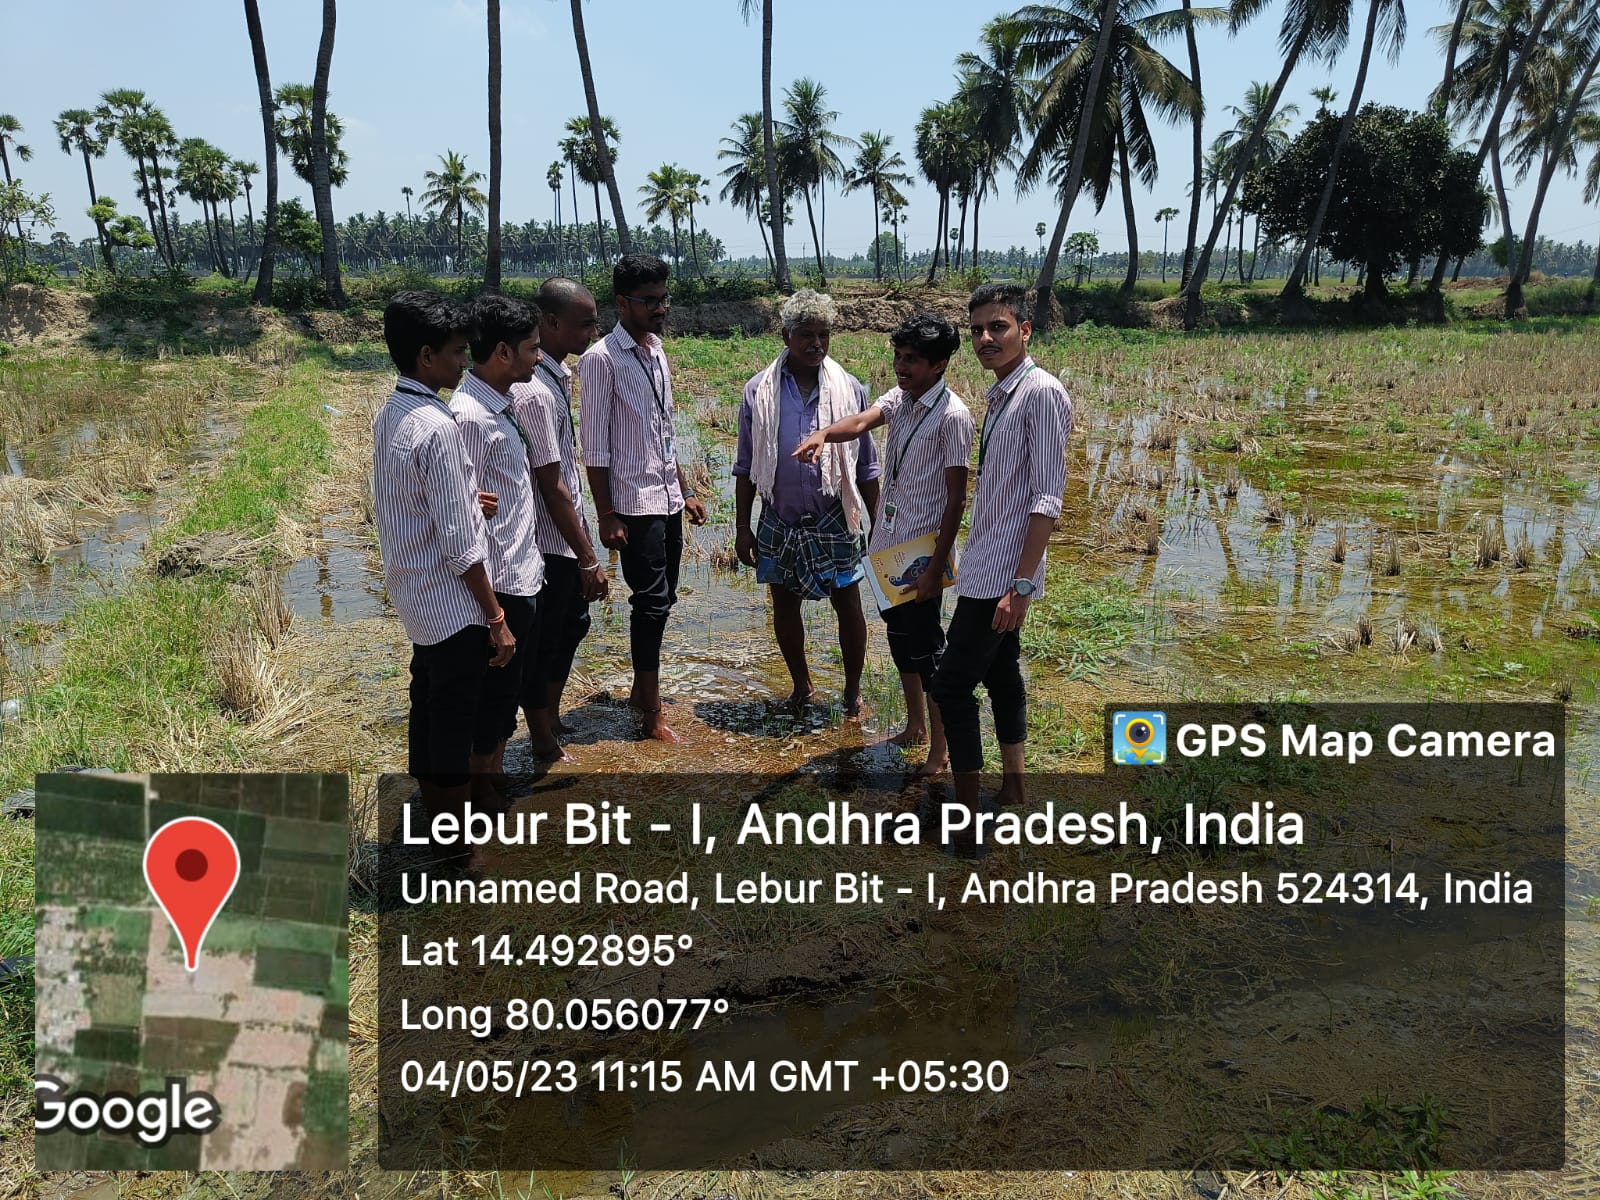 GPS Map Camera
Lebur Bit - I, Andhra Pradesh, India
Unnamed Road, Lebur Bit - I, Andhra Pradesh 524314, India
Lat 14.492895°
Long 80.056077°
04/05/23 11:15 AM GMT +05:30
Google